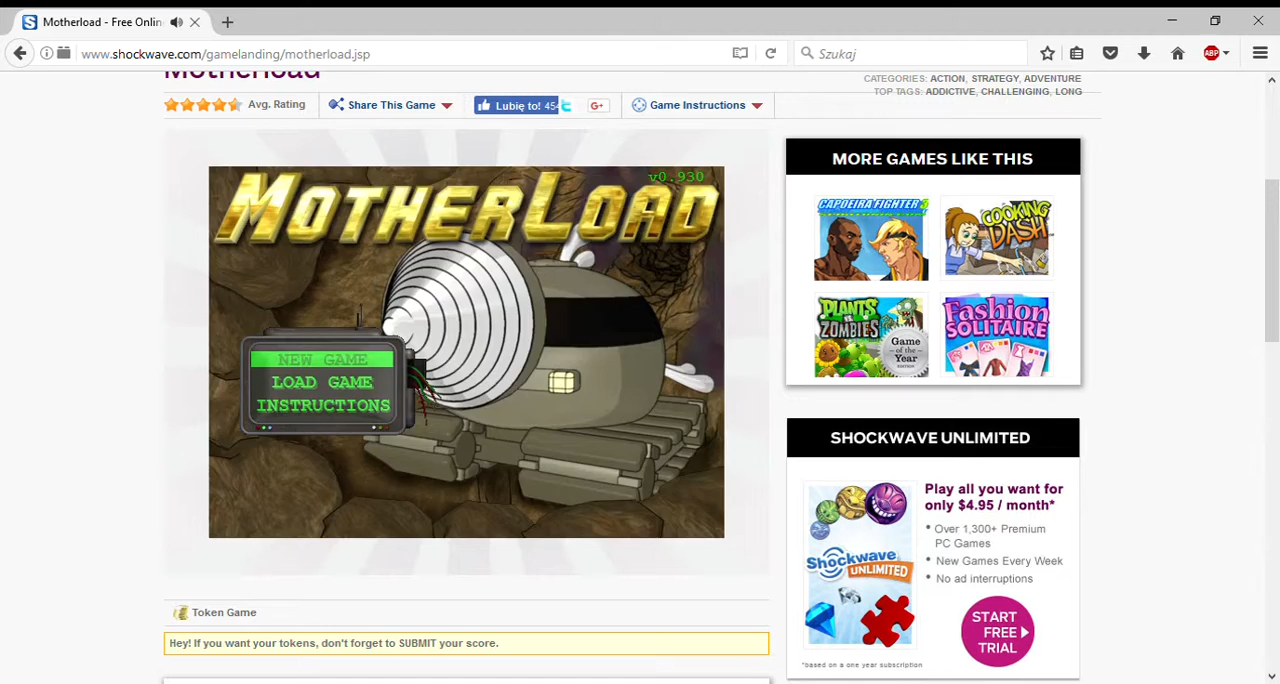 Motherload - Free Onlin
www.shockwave.com/gamelanding/motherload.jsp
Szukaj
ABP
Motherload
CATEGORIES: ACTION, STRATEGY, ADVENTURE
TOP TAGS: ADDICTIVE, CHALLENGING, LONG
Avg. Rating
Share This Game
Lubię to! 454
G+
Game Instructions
MOTHERLOAD
v0.930
NEW GAME
LOAD GAME
INSTRUCTIONS
MORE GAMES LIKE THIS
CAPOEIRA FIGHTER
COOKING DASH
PLANTS VS. ZOMBIES
Game of the Year
EDITION
Fashion SOLITAIRE
SHOCKWAVE UNLIMITED
Shockwave UNLIMITED
Play all you want for
only $4.95 / month*
• Over 1,300+ Premium
PC Games
• New Games Every Week
• No ad interruptions
START
FREE
TRIAL
*based on a one year subscription
Token Game
Hey! If you want your tokens, don't forget to SUBMIT your score.